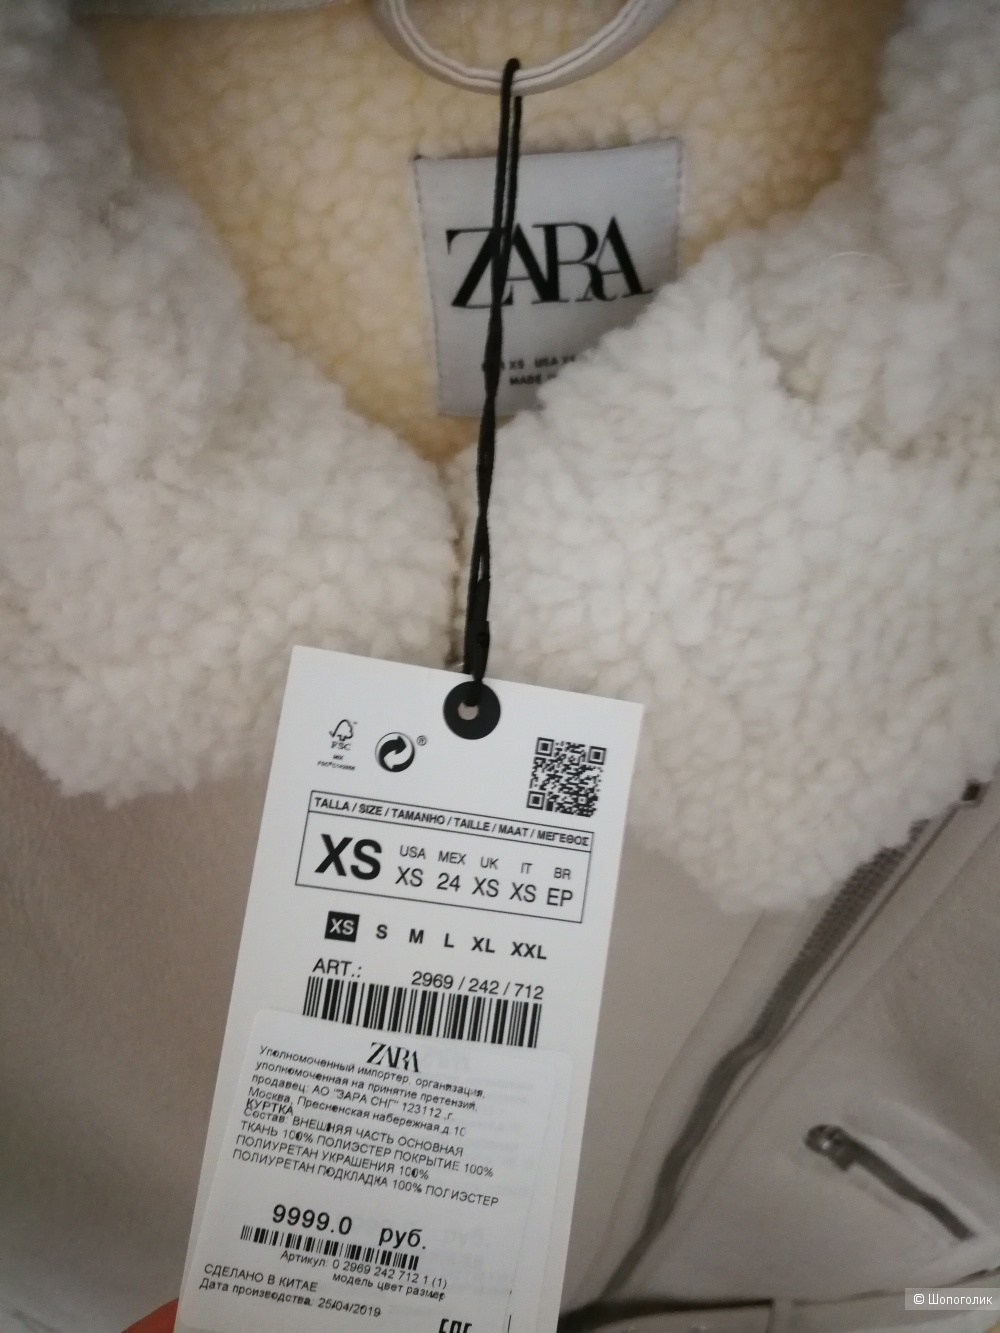 ZARA
XS USA
MADE
FSC
MIX
®
TALLA / SIZE / TAMANHO / TAILLE / MAAT / ΜΕΓΕΘΟΣ
XS USA MEX UK IT BR
XS 24 XS XS EP
XS S M L XL XXL
ART.: 2969 / 242 / 712
ZARA
Уполномоченный импортер, организация,
уполномоченная на принятие претензий,
продавец: АО "ЗАРА СНГ" 123112 ,г.
Москва, Пресненская набережная,д.10
КУРТКА
Состав: ВНЕШНЯЯ ЧАСТЬ ОСНОВНАЯ
ТКАНЬ 100% ПОЛИЭСТЕР ПОКРЫТИЕ 100%
ПОЛИУРЕТАН УКРАШЕНИЯ 100%
ПОЛИУРЕТАН ПОДКЛАДКА 100% ПОЛИЭСТЕР
9999.0 руб.
Артикул: 0 2969 242 712 1 (1)
модель цвет размер
СДЕЛАНО В КИТАЕ
Дата производства: 25/04/2019
EAC
© Шопоголик